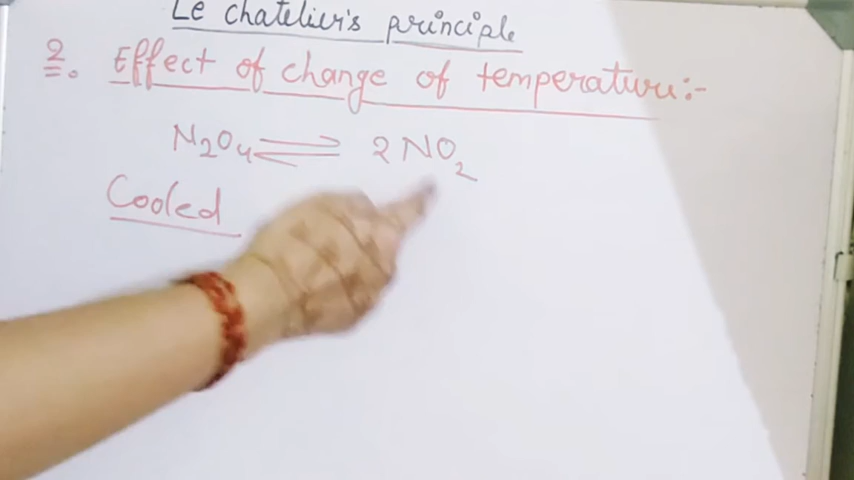 Le chatelier's principle
2. Effect of change of temperature:-
N2O4 ⇌ 2NO2
Cooled